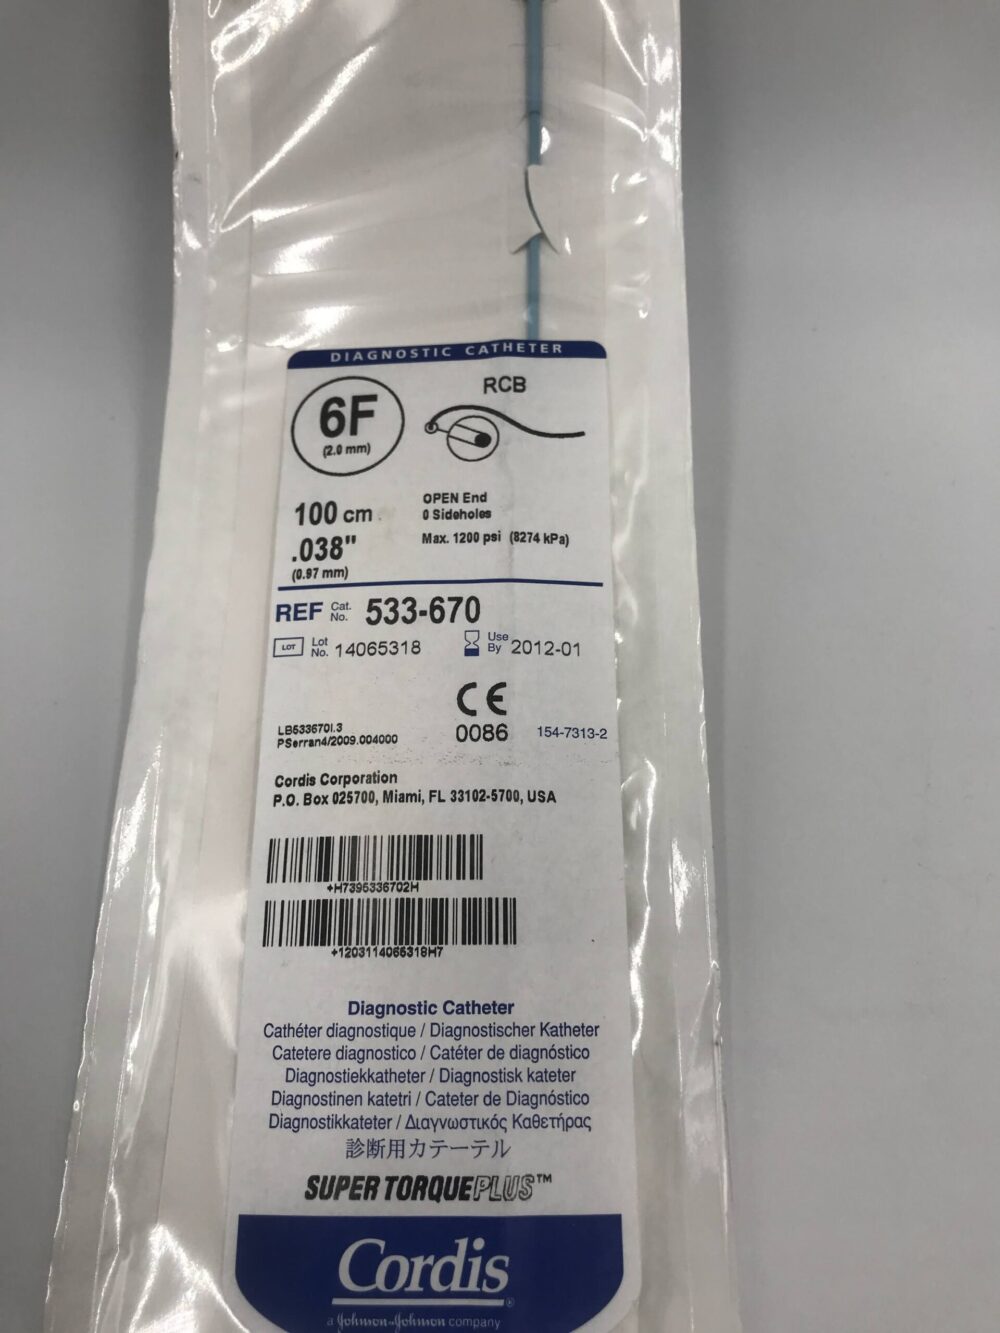 DIAGNOSTIC CATHETER
6F
(2.0 mm)
RCB
100 cm
.038"
(0.97 mm)
OPEN End
0 Sideholes
Max. 1200 psi (8274 kPa)
REF Cat. No. 533-670
LOT Lot No. 14065318
Use By 2012-01
CE
0086
154-7313-2
LB533670I.3
PSerran4/2009.004000
Cordis Corporation
P.O. Box 025700, Miami, FL 33102-5700, USA
+H7395336702H
+1203114065318H7
Diagnostic Catheter
Cathéter diagnostique / Diagnostischer Katheter
Catetere diagnostico / Catéter de diagnóstico
Diagnostiekkatheter / Diagnostisk kateter
Diagnostinen katetri / Cateter de Diagnóstico
Diagnostikkateter / Διαγνωστικός Καθετήρας
診断用カテーテル
SUPER TORQUE PLUS™
Cordis®
a Johnson-Johnson company